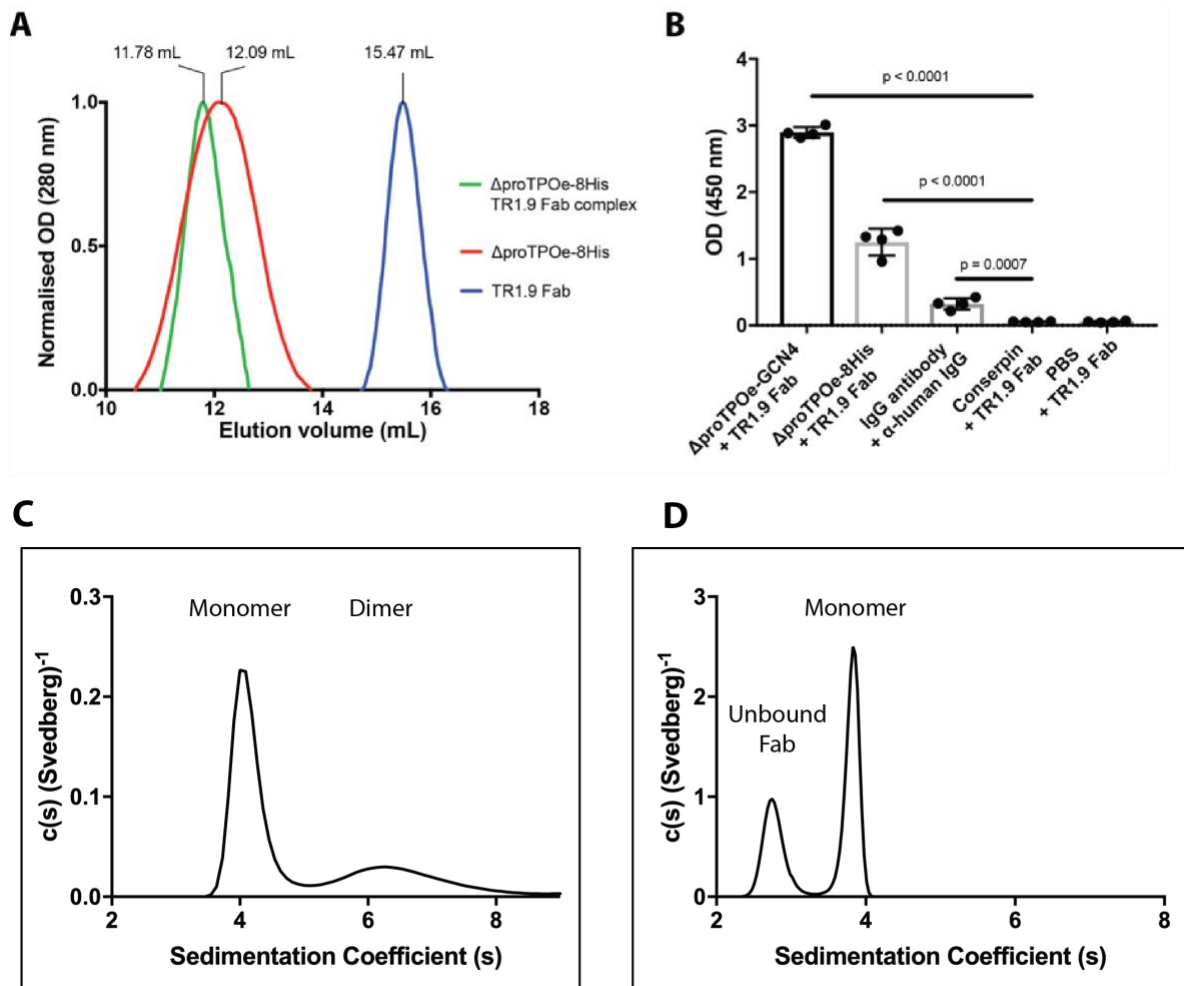 A
11.78 mL
12.09 mL
15.47 mL
Normalised OD (280 nm)
1.0
0.5
0.0
10
12
14
16
18
Elution volume (mL)
ΔproTPOe-8His
TR1.9 Fab complex
ΔproTPOe-8His
TR1.9 Fab
B
OD (450 nm)
4
3
2
1
0
p < 0.0001
p < 0.0001
p = 0.0007
ΔproTPOe-GCN4
+ TR1.9 Fab
ΔproTPOe-8His
+ TR1.9 Fab
IgG antibody
+ α-human IgG
Conserpin
+ TR1.9 Fab
PBS
+ TR1.9 Fab
C
c(s) (Svedberg)⁻¹
0.3
0.2
0.1
0.0
Monomer
Dimer
2
4
6
8
Sedimentation Coefficient (s)
D
c(s) (Svedberg)⁻¹
3
2
1
0
Monomer
Unbound
Fab
2
4
6
8
Sedimentation Coefficient (s)